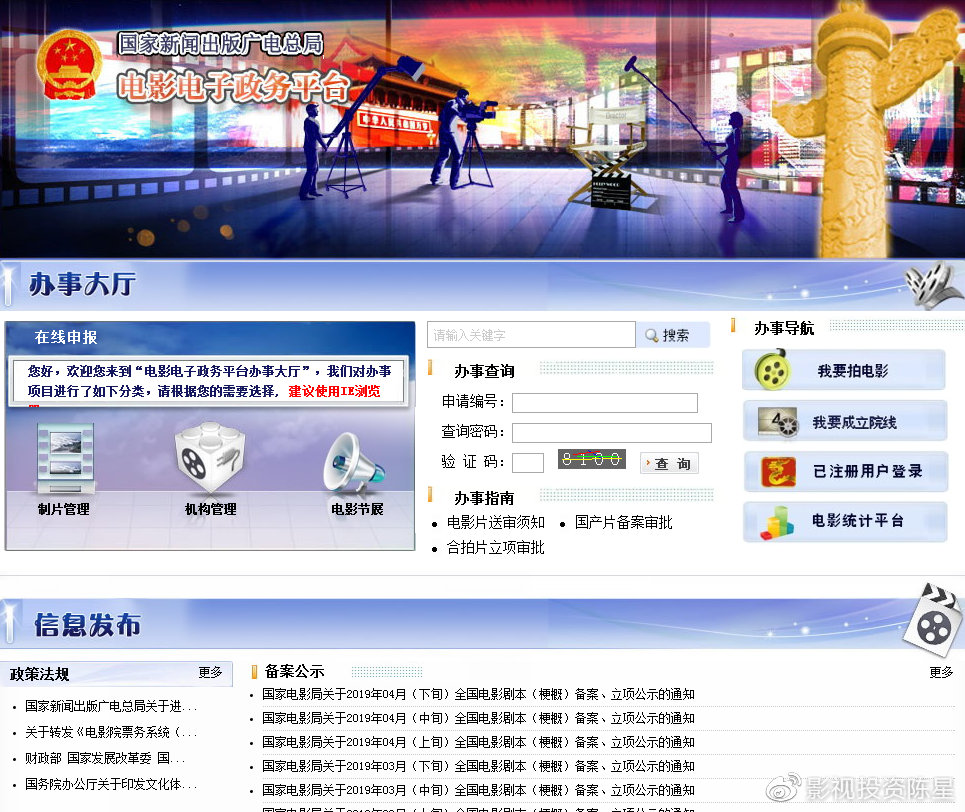 国家新闻出版广电总局
电影电子政务平台
中华人民共和国万岁
Director
HOLLYWOOD
办事大厅
在线申报
您好，欢迎您来到“电影电子政务平台办事大厅”，我们对办事
项目进行了如下分类，请根据您的需要选择，建议使用IE浏览
制片管理
机构管理
电影节展
请输入关键字
搜索
办事查询
申请编号：
查询密码：
验 证 码：
8100
查 询
办事指南
电影片送审须知
国产片备案审批
合拍片立项审批
办事导航
我要拍电影
4
我要成立院线
已注册用户登录
电影统计平台
信息发布
政策法规
更多
国家新闻出版广电总局关于进...
关于转发《电影院票务系统（...
财政部 国家发展改革委 国...
国务院办公厅关于印发文化体...
备案公示
更多
国家电影局关于2019年04月（下旬）全国电影剧本（梗概）备案、立项公示的通知
国家电影局关于2019年04月（中旬）全国电影剧本（梗概）备案、立项公示的通知
国家电影局关于2019年04月（上旬）全国电影剧本（梗概）备案、立项公示的通知
国家电影局关于2019年03月（下旬）全国电影剧本（梗概）备案、立项公示的通知
国家电影局关于2019年03月（中旬）全国电影剧本（梗概）备案、立项公示的通知
影视投资陈星